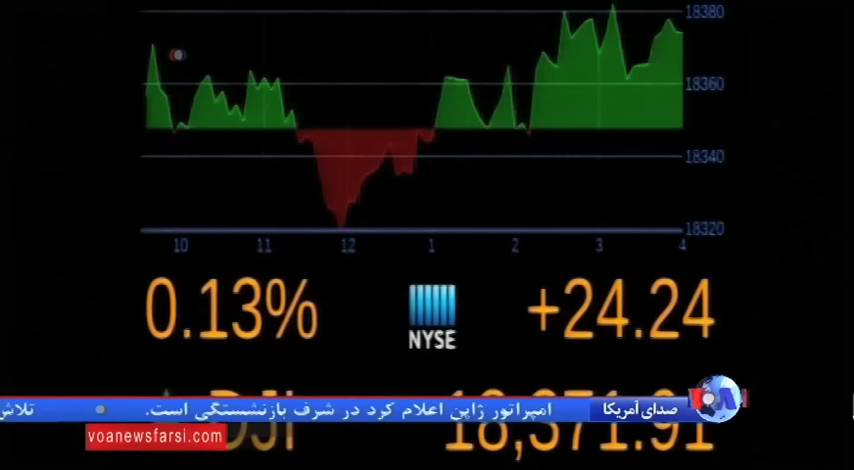 18380
18360
18340
18320
10 11 12 1 2 3 4
0.13%
NYSE
+24.24
DJI 18,371.91
صدای آمریکا
VOA
امپراتور ژاپن اعلام کرد در شرف بازنشستگی است.
تلاش
voanewsfarsi.com